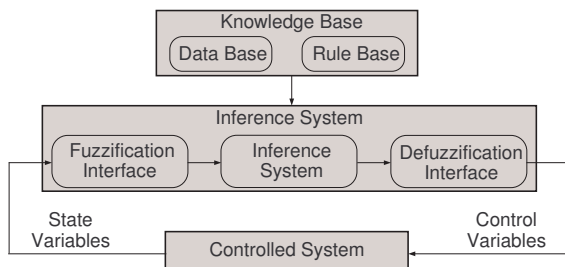 Knowledge Base
Data Base
Rule Base
Inference System
Fuzzification
Interface
Inference
System
Defuzzification
Interface
State
Variables
Control
Variables
Controlled System